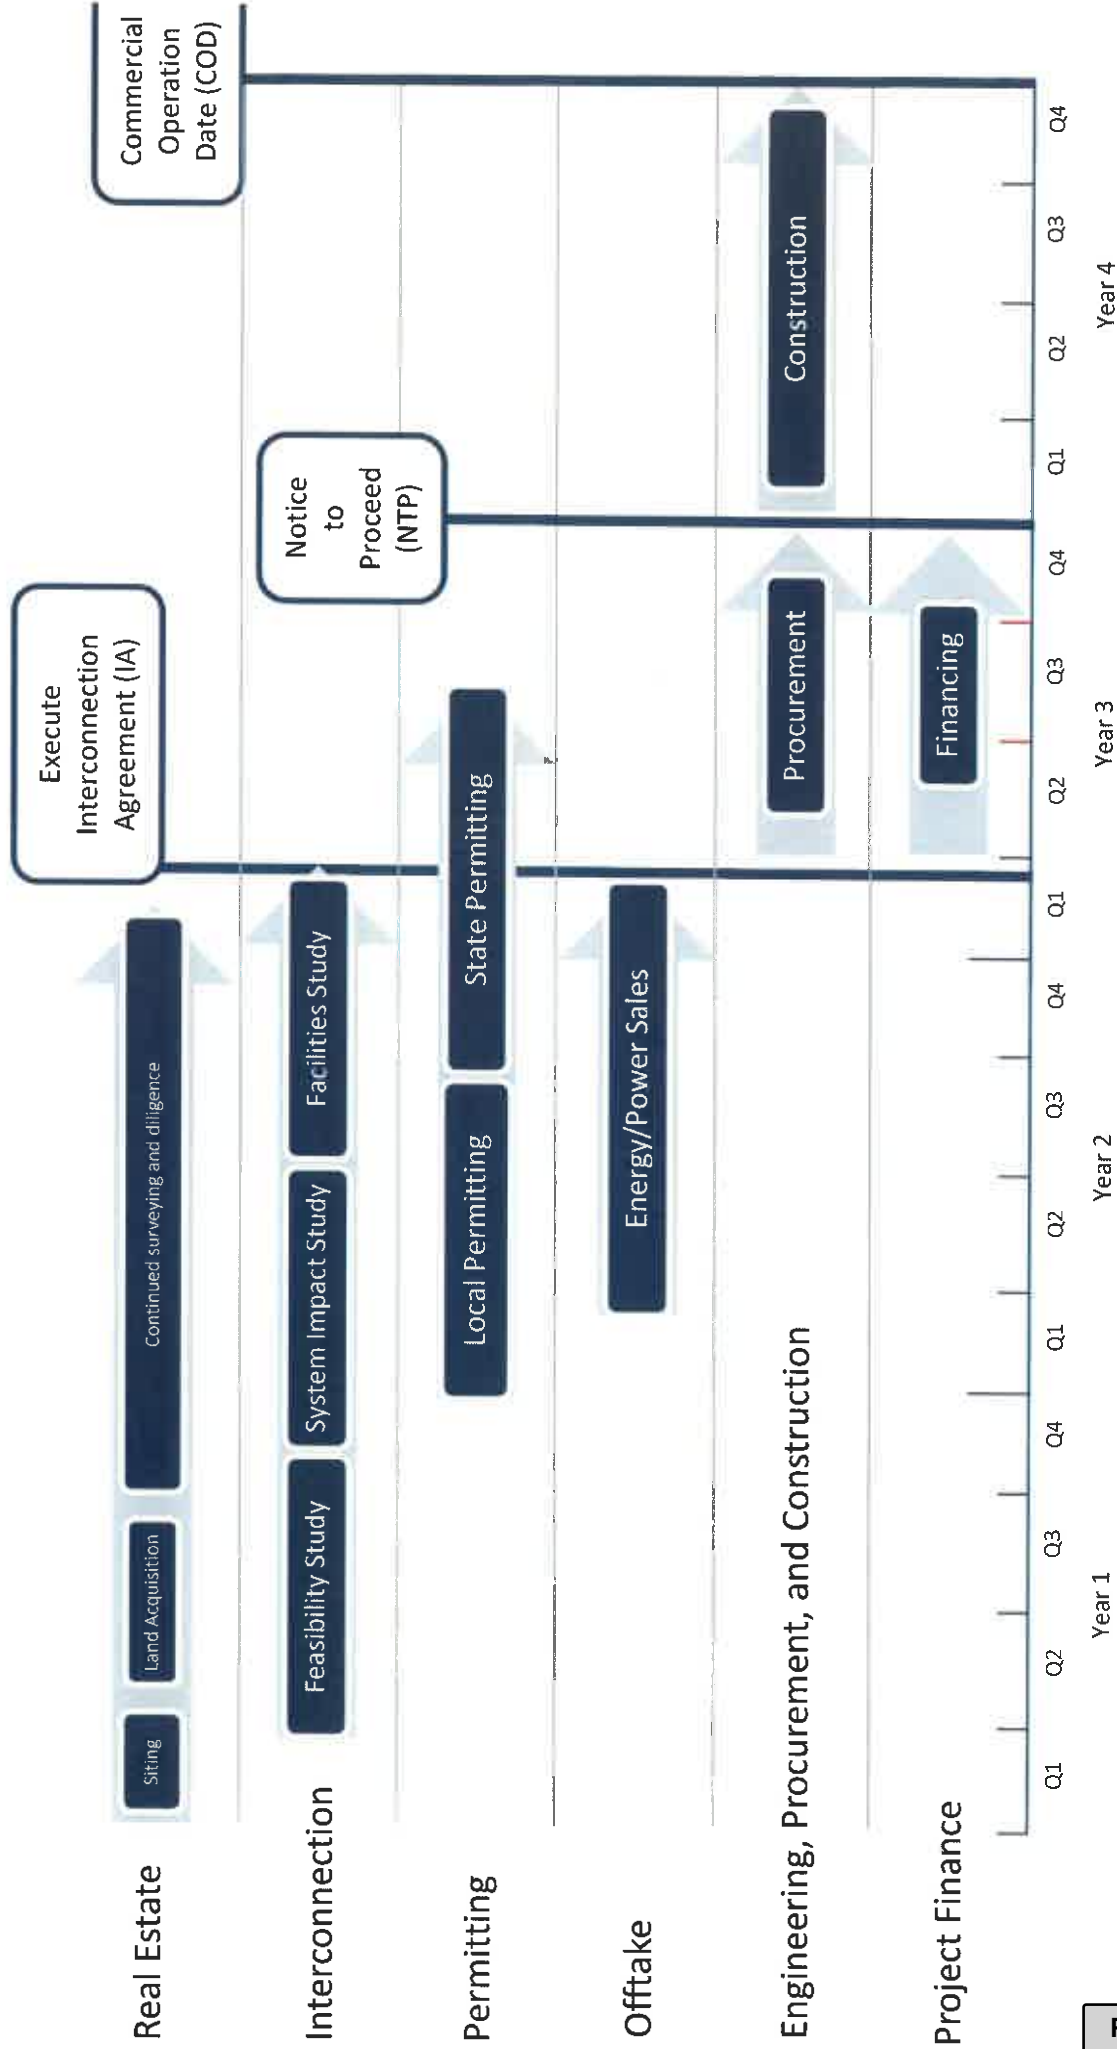 Execute
Interconnection
Agreement (IA)
Notice
to
Proceed
(NTP)
Commercial
Operation
Date (COD)
Real Estate
Siting
Land Acquisition
Continued surveying and diligence
Interconnection
Feasibility Study
System Impact Study
Facilities Study
Permitting
Local Permitting
State Permitting
Offtake
Energy/Power Sales
Engineering, Procurement, and Construction
Procurement
Construction
Project Finance
Financing
Q1 Q2 Q3 Q4 Q1 Q2 Q3 Q4 Q1 Q2 Q3 Q4 Q1 Q2 Q3 Q4
Year 1 Year 2 Year 3 Year 4